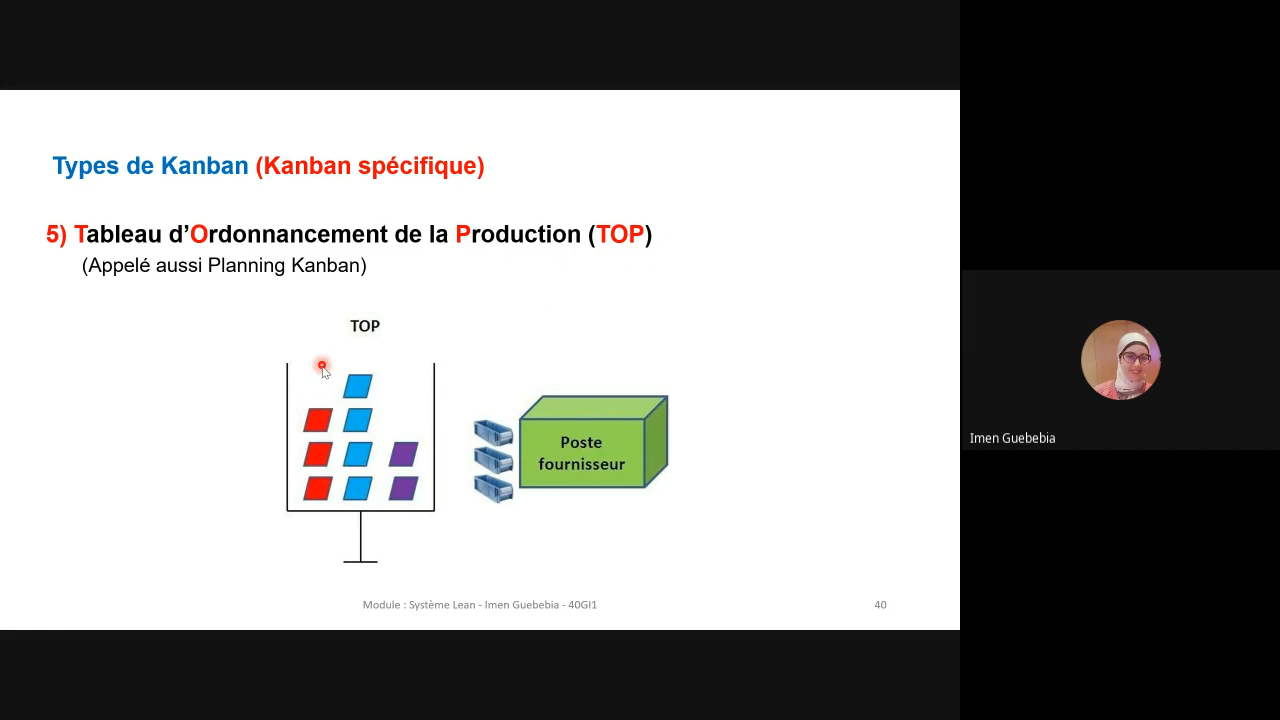 Types de Kanban (Kanban spécifique)
5) Tableau d’Ordonnancement de la Production (TOP)
(Appelé aussi Planning Kanban)
TOP
Poste
fournisseur
Imen Guebebia
Module : Système Lean - Imen Guebebia - 40GI1
40